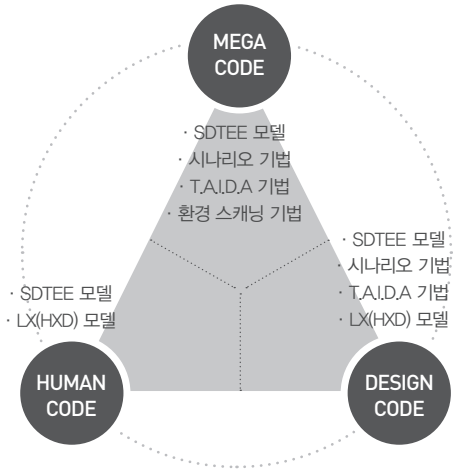 MEGA
CODE
· SDTEE 모델
· 시나리오 기법
· T.A.I.D.A 기법
· 환경 스캐닝 기법
· SDTEE 모델
· LX(HXD) 모델
HUMAN
CODE
· SDTEE 모델
· 시나리오 기법
· T.A.I.D.A 기법
· LX(HXD) 모델
DESIGN
CODE